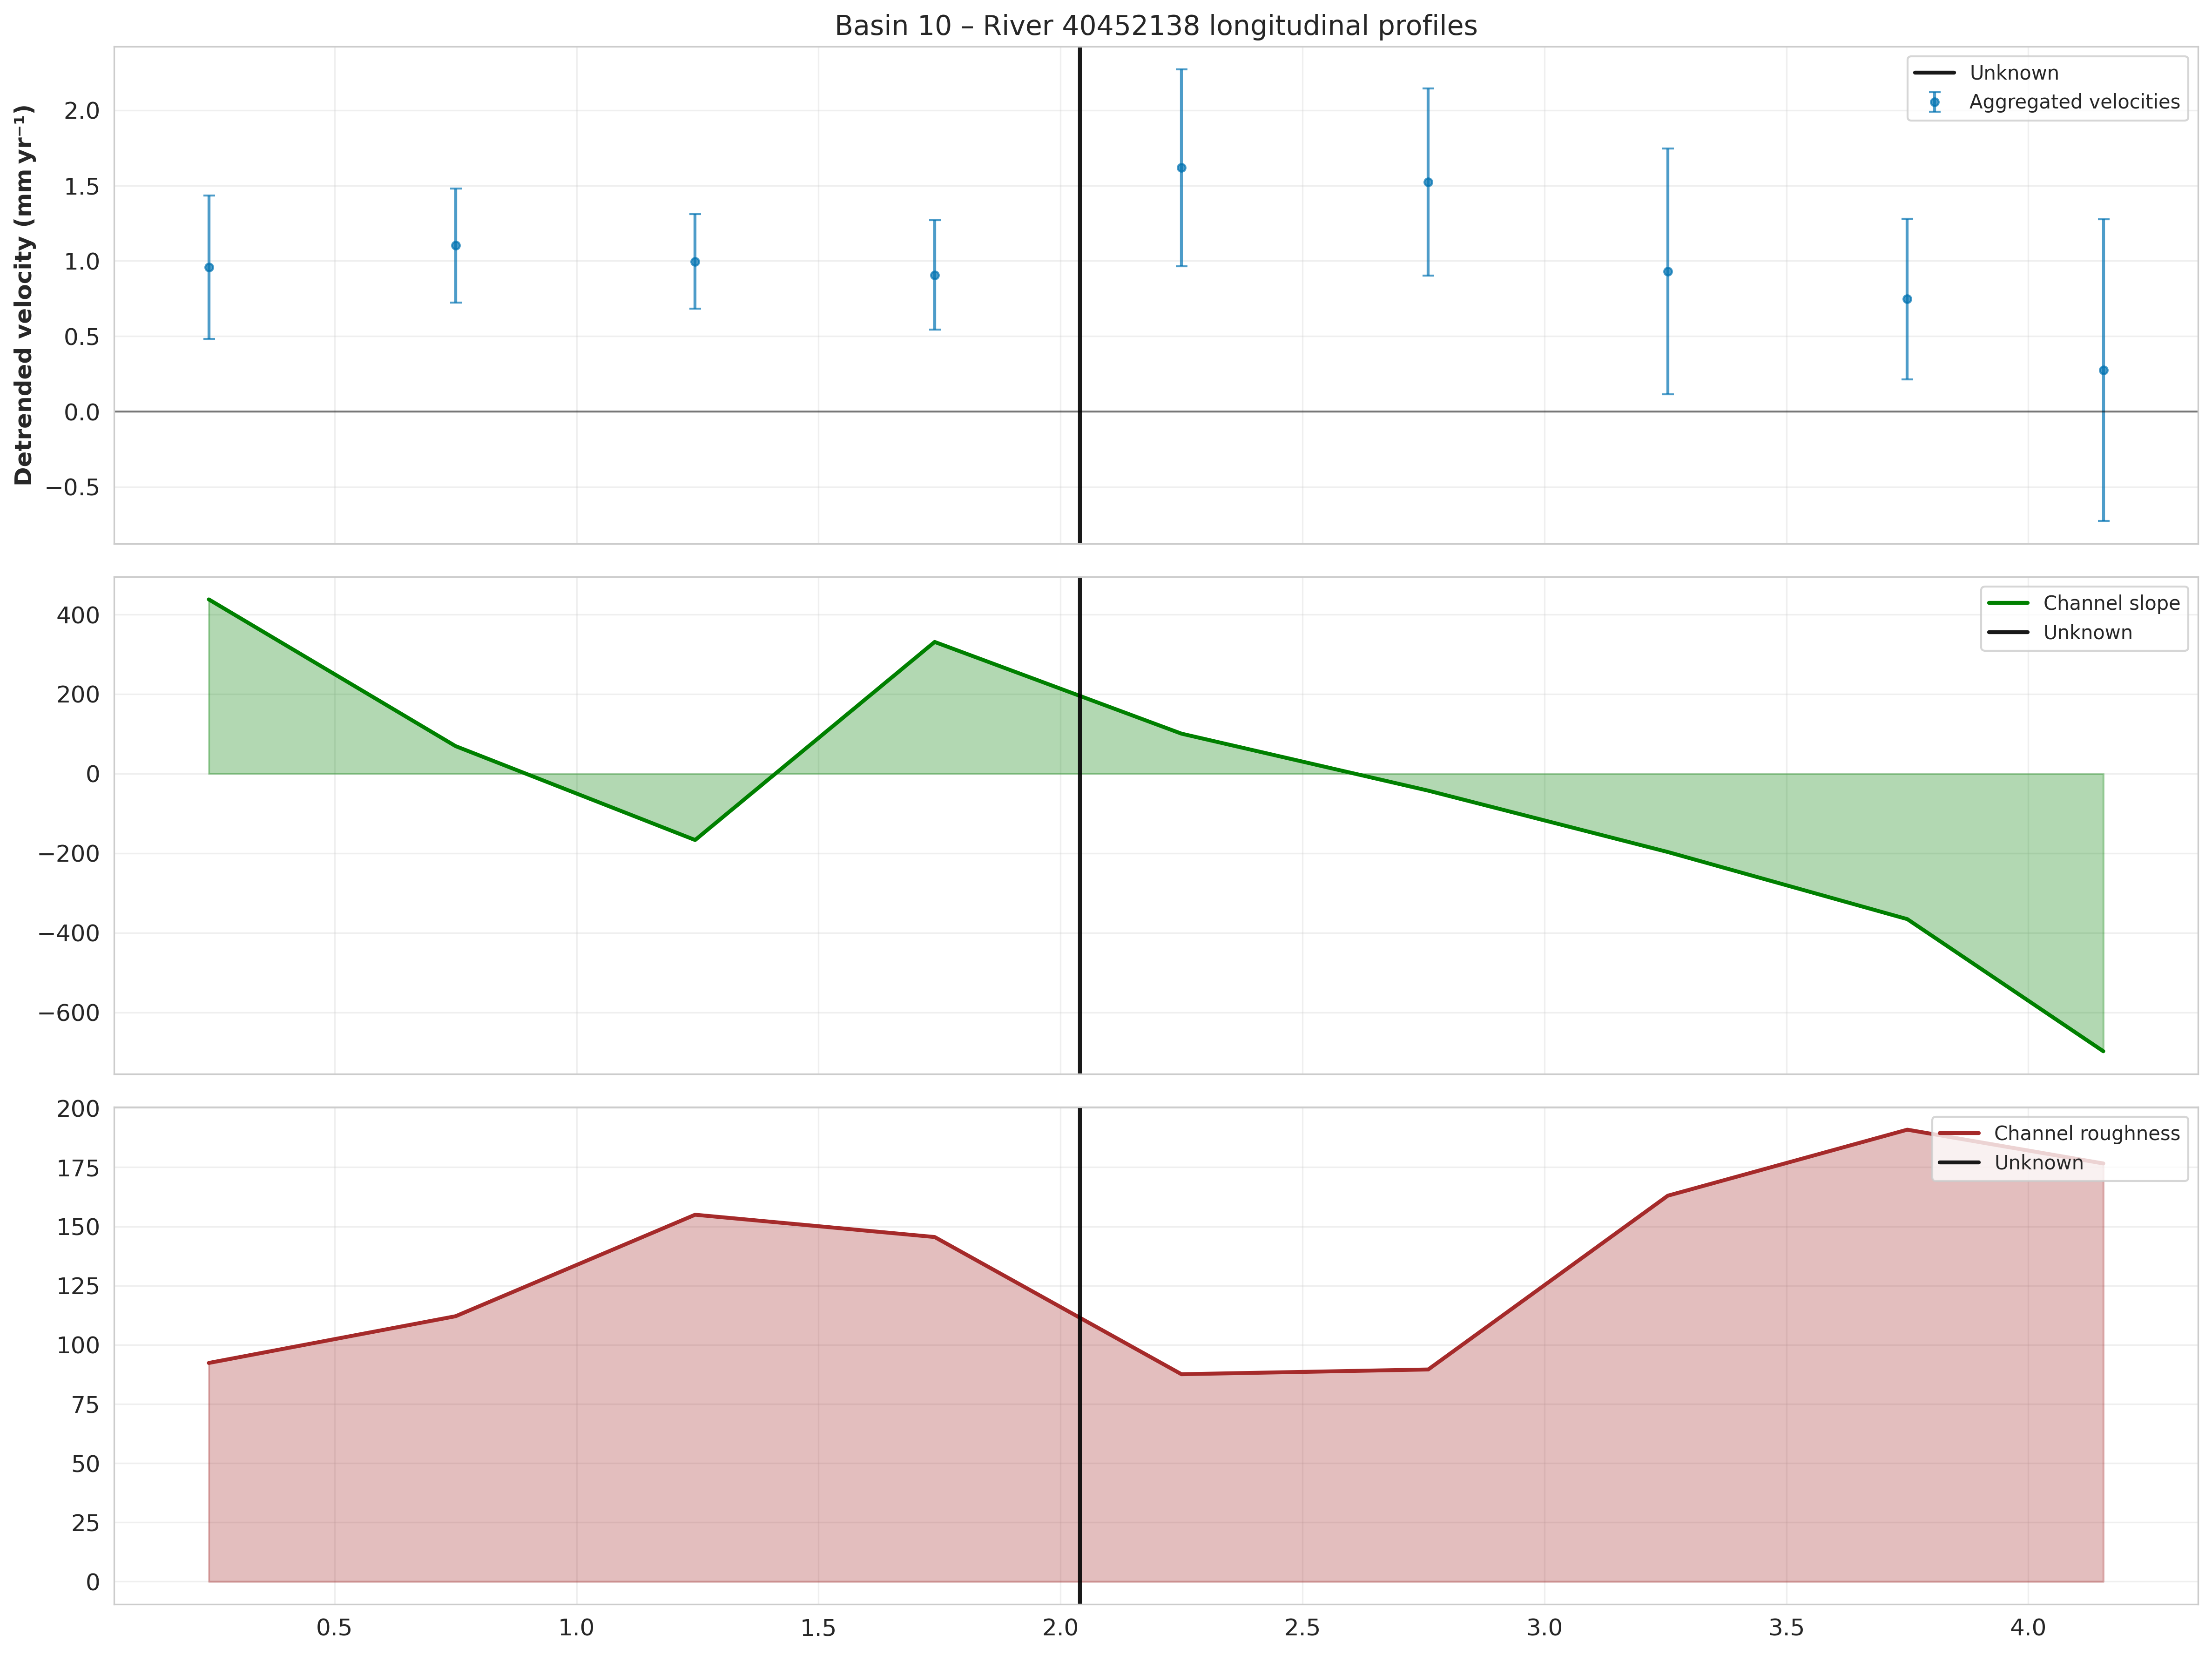 Basin 10 – River 40452138 longitudinal profiles
Detrended velocity (mm yr⁻¹)
2.0
1.5
1.0
0.5
0.0
−0.5
Unknown
Aggregated velocities
400
200
0
−200
−400
−600
Channel slope
Unknown
200
175
150
125
100
75
50
25
0
Channel roughness
Unknown
0.5 1.0 1.5 2.0 2.5 3.0 3.5 4.0